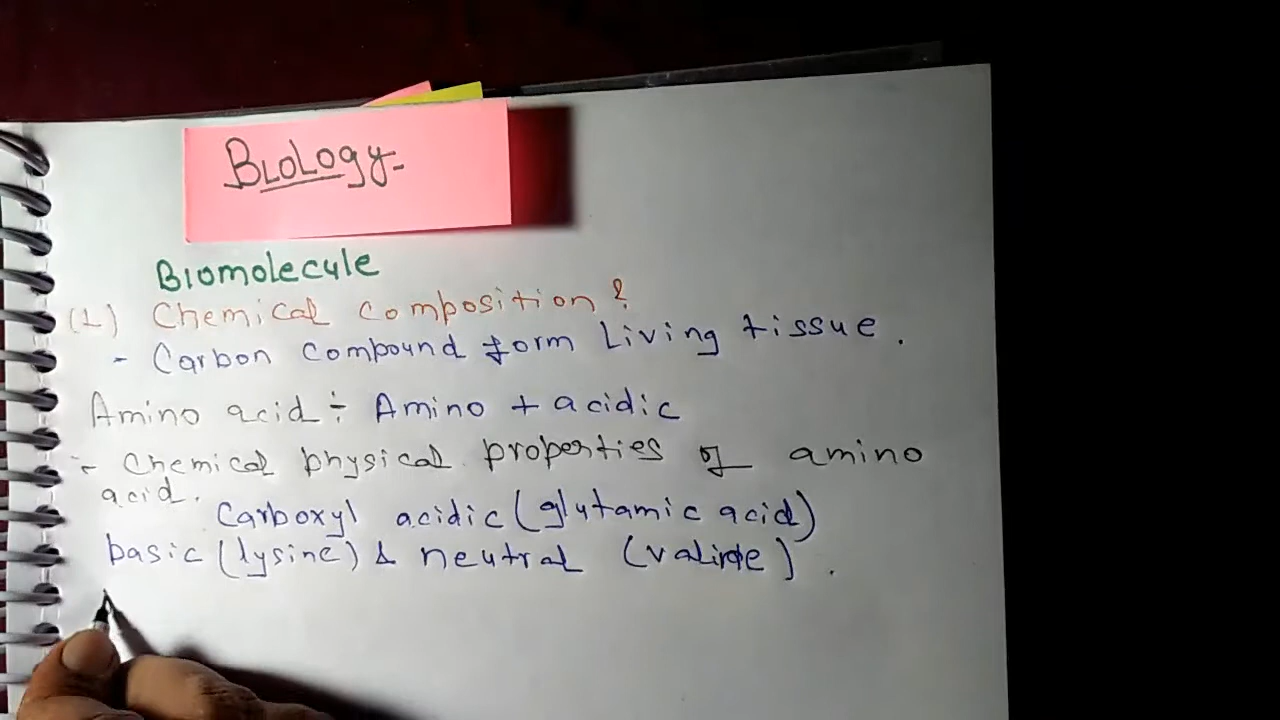 BIOLOGY-
Biomolecule
(1) Chemical composition?
- Carbon compound form Living tissue.
Amino acid ÷ Amino + acidic
- Chemical physical properties of amino
acid.
Carboxyl acidic (glutamic acid)
basic (lysine) & neutral (valine).